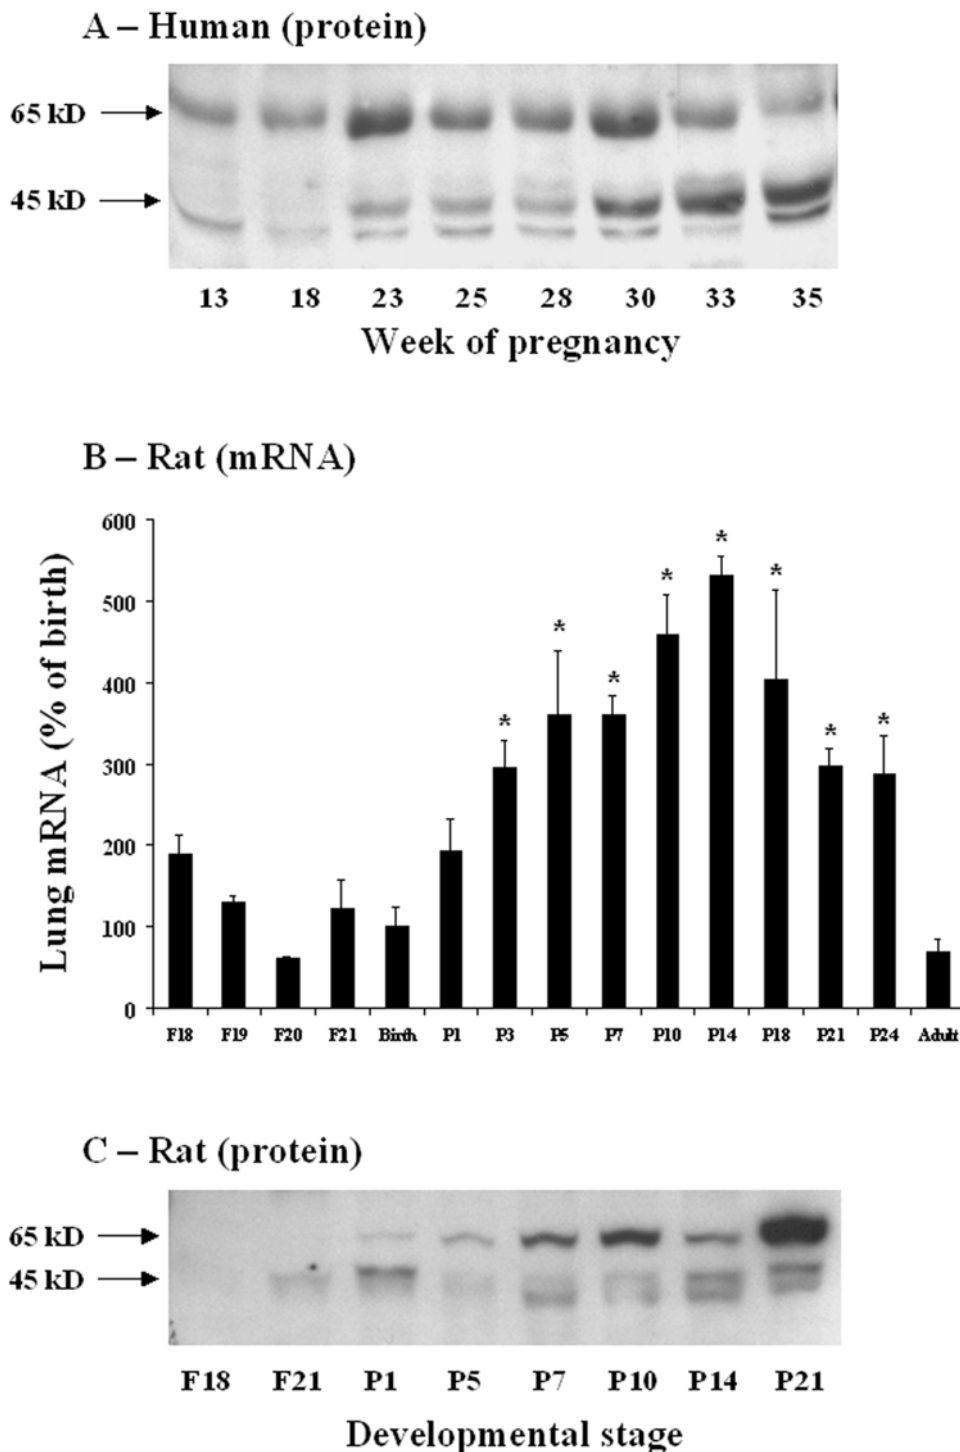 A – Human (protein)
65 kD
45 kD
13 18 23 25 28 30 33 35
Week of pregnancy
B – Rat (mRNA)
Lung mRNA (% of birth)
600
500
400
300
200
100
0
* * * * * * * *
F18 F19 F20 F21 Birth P1 P3 P5 P7 P10 P14 P18 P21 P24 Adult
C – Rat (protein)
65 kD
45 kD
F18 F21 P1 P5 P7 P10 P14 P21
Developmental stage